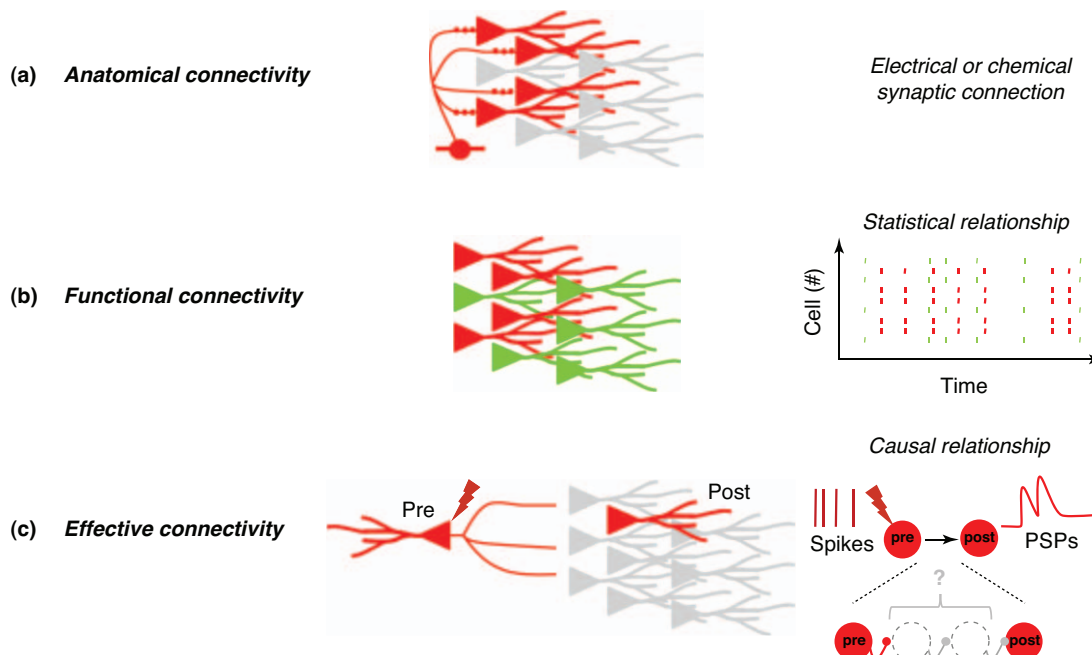 (a) Anatomical connectivity
Electrical or chemical
synaptic connection
(b) Functional connectivity
Statistical relationship
Cell (#)
Time
(c) Effective connectivity
Pre
Post
Causal relationship
Spikes
pre
post
PSPs
?
pre
post